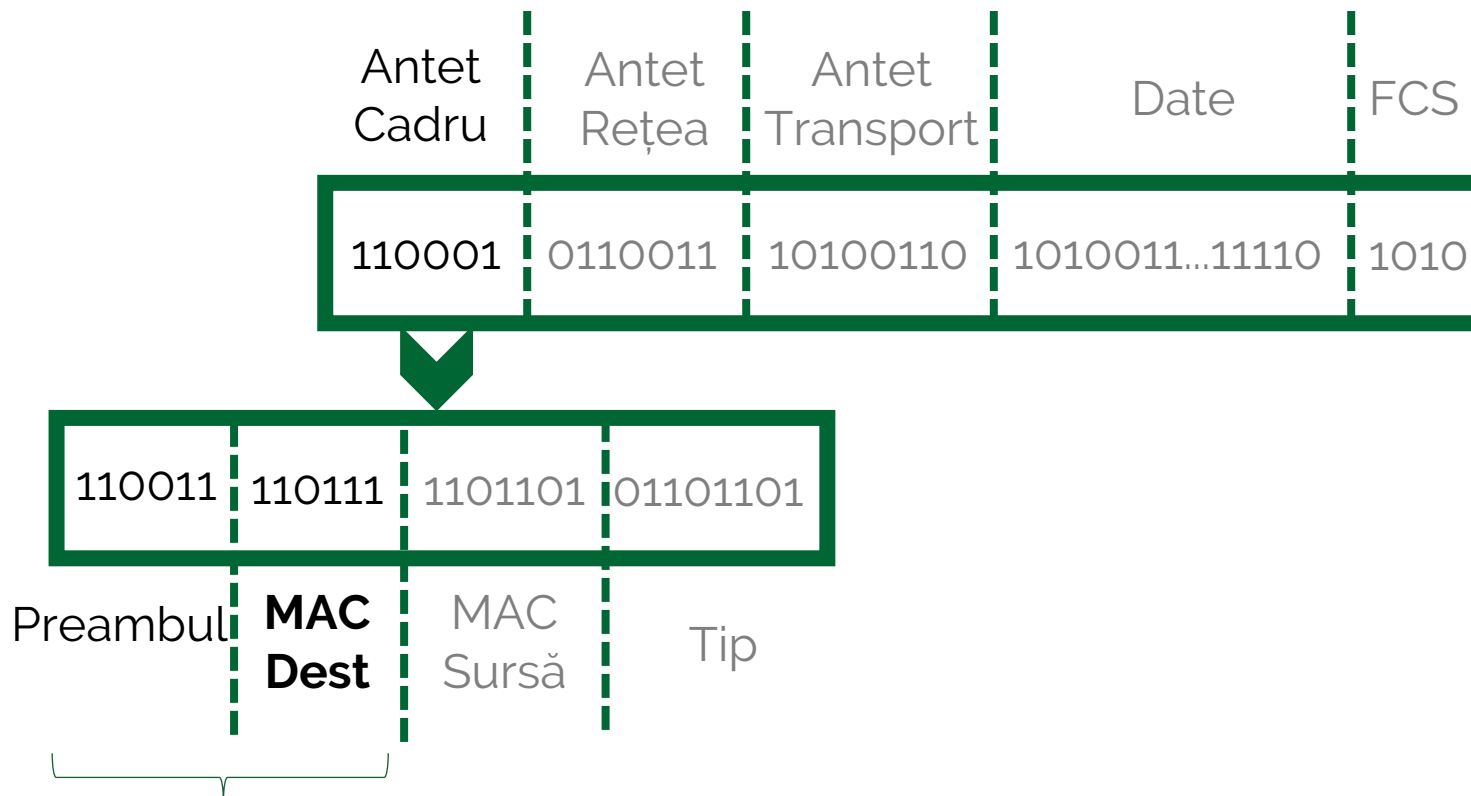 Antet
Cadru
Antet
Rețea
Antet
Transport
Date
FCS
110001
0110011
10100110
1010011...11110
1010
110011
110111
1101101
01101101
Preambul
MAC
Dest
MAC
Sursă
Tip